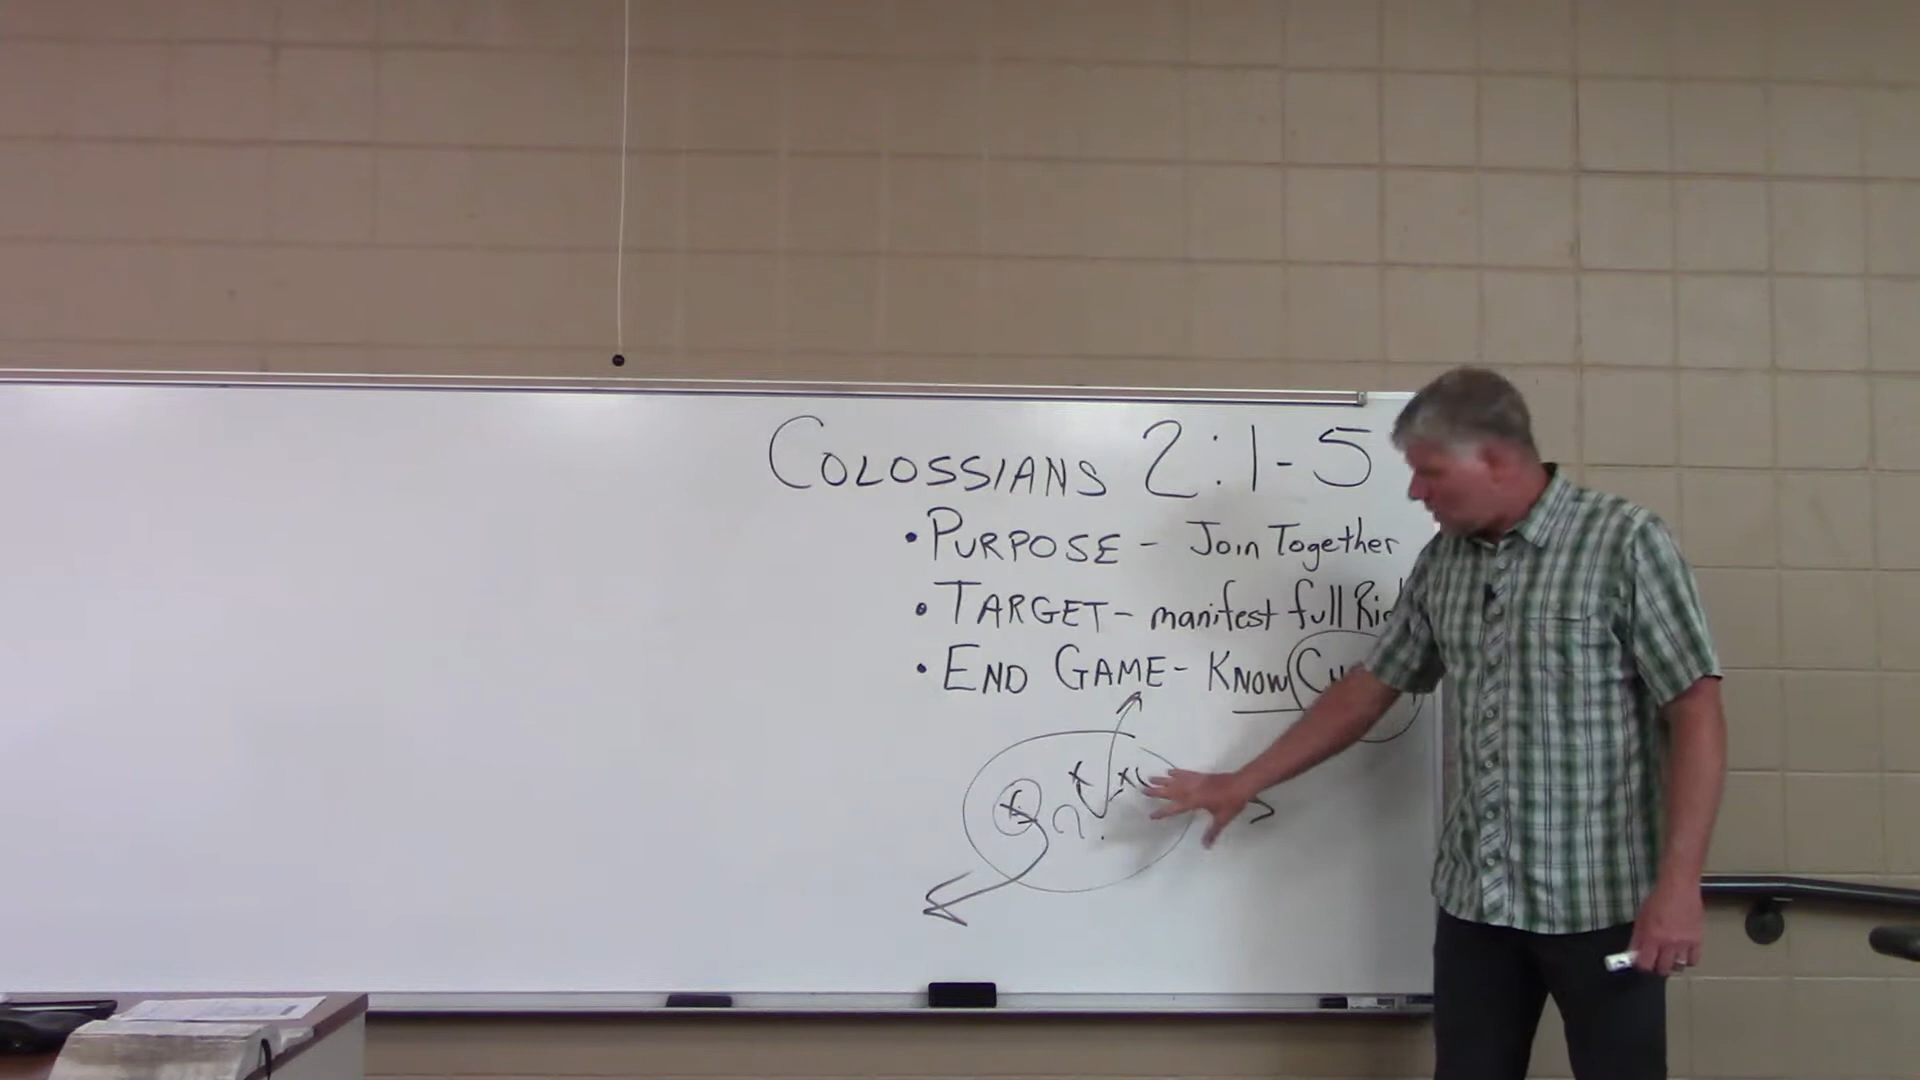 COLOSSIANS 2:1-5
• PURPOSE - Join Together
• TARGET - manifest full
• END GAME - KNOW